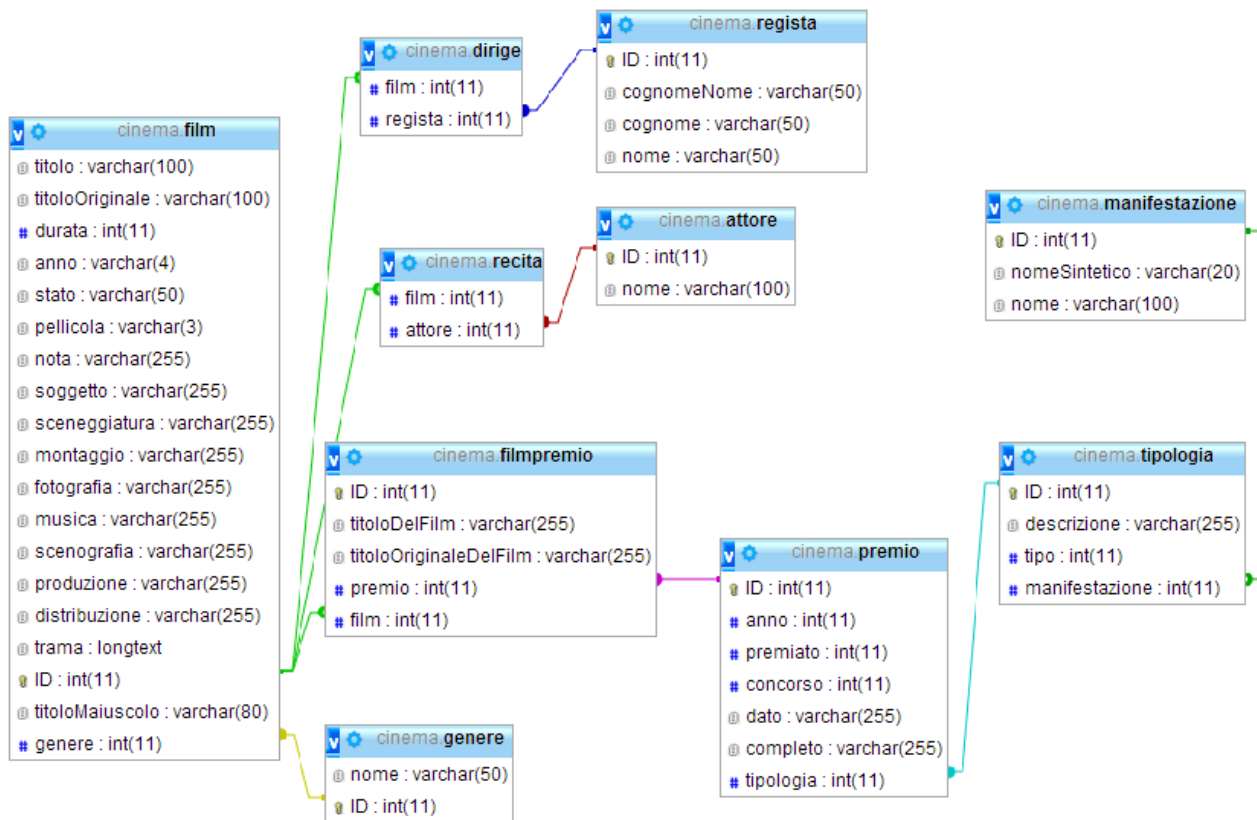 cinema.film
titolo : varchar(100)
titoloOriginale : varchar(100)
durata : int(11)
anno : varchar(4)
stato : varchar(50)
pellicola : varchar(3)
nota : varchar(255)
soggetto : varchar(255)
sceneggiatura : varchar(255)
montaggio : varchar(255)
fotografia : varchar(255)
musica : varchar(255)
scenografia : varchar(255)
produzione : varchar(255)
distribuzione : varchar(255)
trama : longtext
ID : int(11)
titoloMaiuscolo : varchar(80)
# genere : int(11)
v cinema.dirige
# film : int(11)
# regista : int(11)
v cinema.regista
ID : int(11)
cognomeNome : varchar(50)
cognome : varchar(50)
nome : varchar(50)
v cinema.recita
# film : int(11)
# attore : int(11)
v cinema.attore
ID : int(11)
nome : varchar(100)
v cinema.manifestazione
ID : int(11)
nomeSintetico : varchar(20)
nome : varchar(100)
v cinema.filmpremio
ID : int(11)
titoloDelFilm : varchar(255)
titoloOriginaleDelFilm : varchar(255)
# premio : int(11)
# film : int(11)
v cinema.premio
ID : int(11)
# anno : int(11)
# premiato : int(11)
# concorso : int(11)
dato : varchar(255)
completo : varchar(255)
# tipologia : int(11)
v cinema.tipologia
ID : int(11)
descrizione : varchar(255)
# tipo : int(11)
# manifestazione : int(11)
v cinema.genere
nome : varchar(50)
ID : int(11)